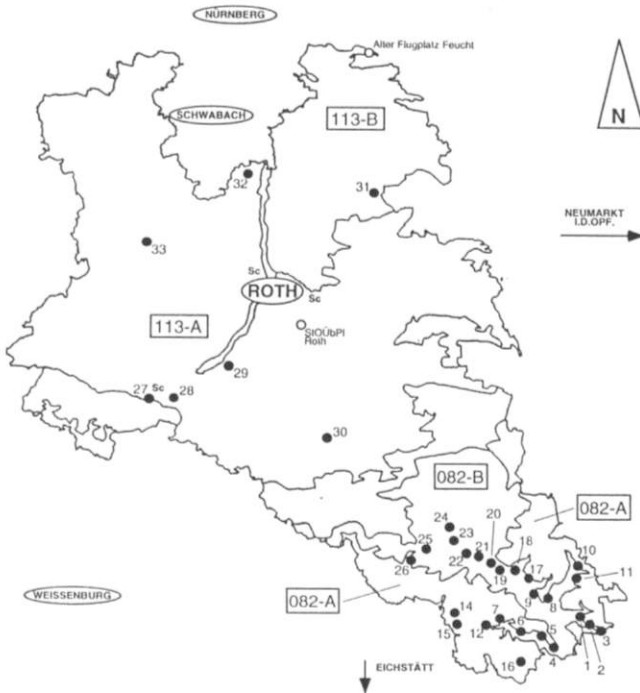 NÜRNBERG
Alter Flugplatz Feucht
SCHWABACH
113-B
N
32
31
NEUMARKT
I.D.OPF.
33
Sc
ROTH
Sc
113-A
StOÜbPl
Roth
29
27
Sc
28
30
082-B
082-A
20
24
23
18
25
21
10
22
17
26
19
11
9
8
WEISSENBURG
082-A
14
7
6
5
15
12
3
4
1
2
16
EICHSTÄTT